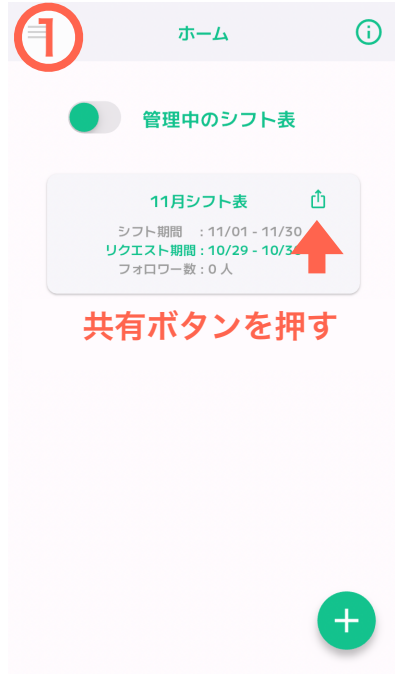 ①
ホーム
管理中のシフト表
11月シフト表
シフト期間 : 11/01 - 11/30
リクエスト期間 : 10/29 - 10/3
フォロワー数 : 0 人
共有ボタンを押す